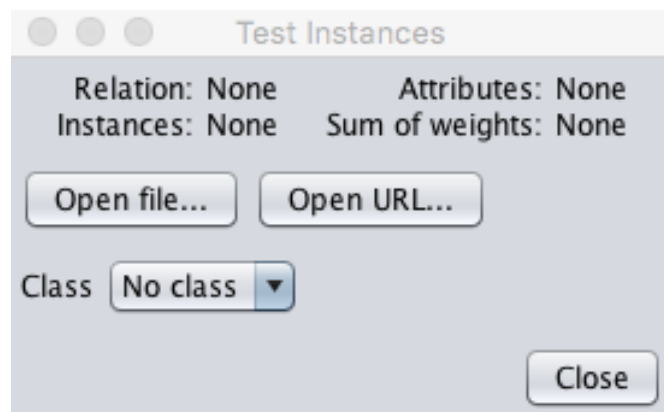 Test Instances
Relation: None Attributes: None
Instances: None Sum of weights: None
Open file... Open URL...
Class No class
Close